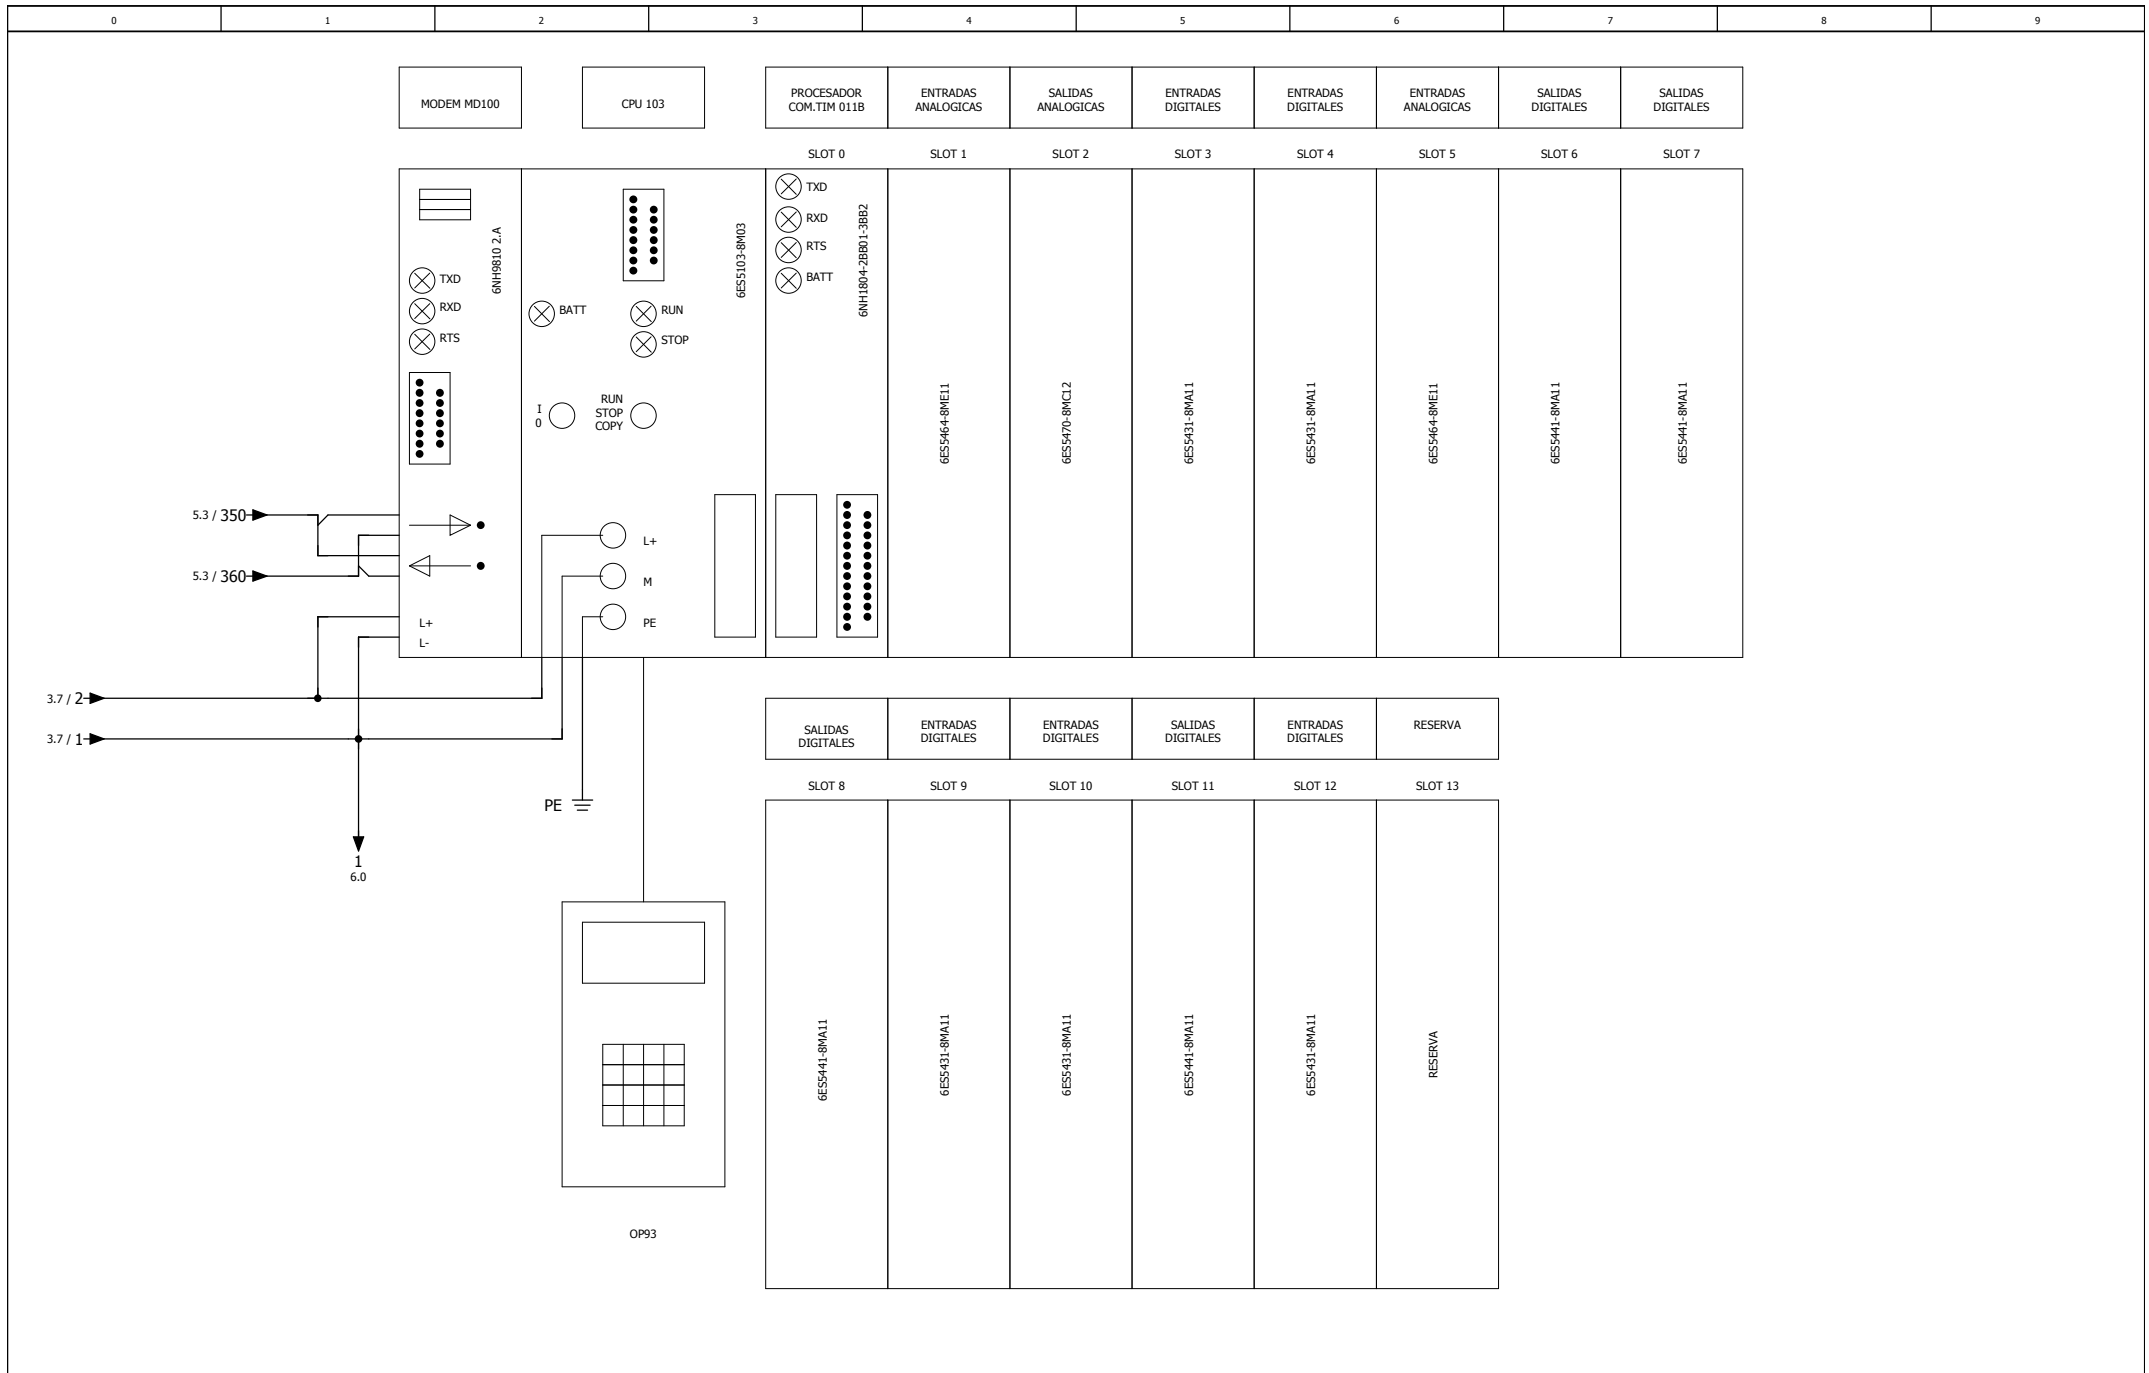 0 1 2 3 4 5 6 7 8 9
MODEM MD100
CPU 103
PROCESADOR
COM.TIM 011B
ENTRADAS
ANALOGICAS
SALIDAS
ANALOGICAS
ENTRADAS
DIGITALES
ENTRADAS
DIGITALES
ENTRADAS
ANALOGICAS
SALIDAS
DIGITALES
SALIDAS
DIGITALES
SLOT 0
SLOT 1
SLOT 2
SLOT 3
SLOT 4
SLOT 5
SLOT 6
SLOT 7
6NH9810 2.A
TXD
RXD
RTS
BATT
RUN
STOP
I
0
RUN
STOP
COPY
6ES5103-8M03
TXD
RXD
RTS
BATT
6NH1804-2BB01-3BB2
6ES5464-8ME11
6ES5470-8MC12
6ES5431-8MA11
6ES5431-8MA11
6ES5464-8ME11
6ES5441-8MA11
6ES5441-8MA11
5.3 / 350
5.3 / 360
L+
L-
L+
M
PE
3.7 / 2
3.7 / 1
PE
1
6.0
SALIDAS
DIGITALES
ENTRADAS
DIGITALES
ENTRADAS
DIGITALES
SALIDAS
DIGITALES
ENTRADAS
DIGITALES
RESERVA
SLOT 8
SLOT 9
SLOT 10
SLOT 11
SLOT 12
SLOT 13
6ES5441-8MA11
6ES5431-8MA11
6ES5431-8MA11
6ES5441-8MA11
6ES5431-8MA11
RESERVA
OP93